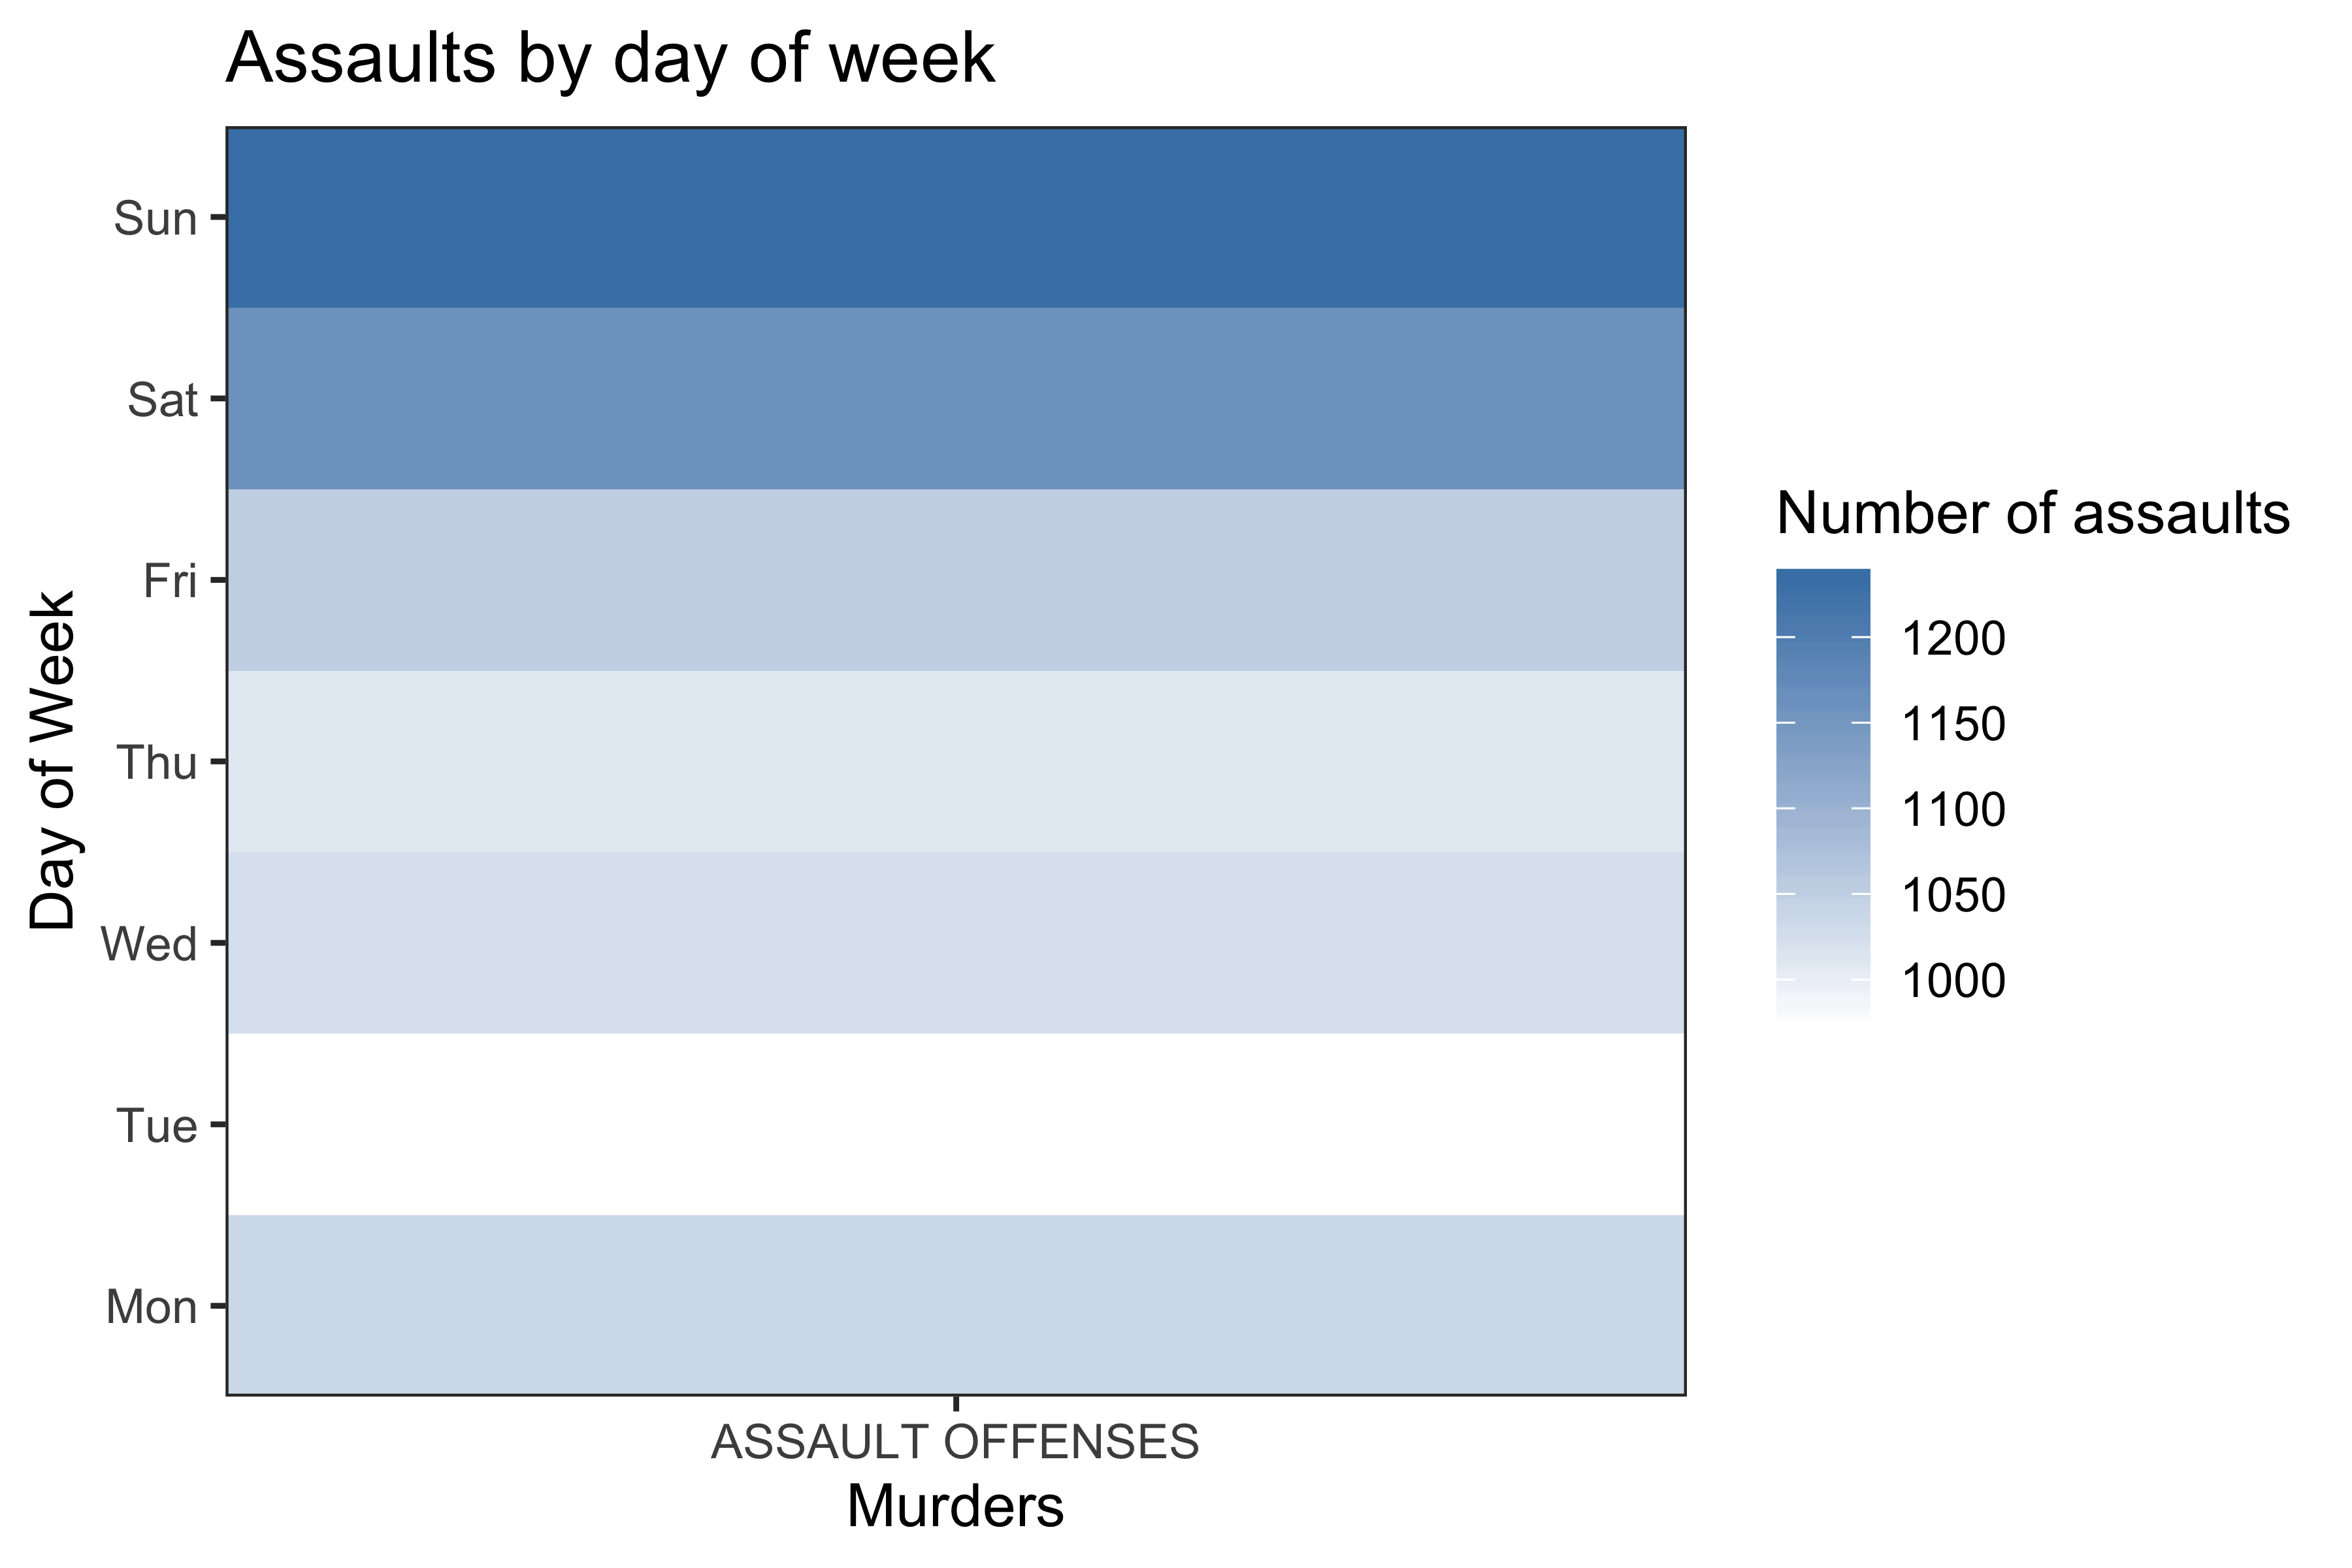 Assaults by day of week
Day of Week
Sun
Sat
Fri
Thu
Wed
Tue
Mon
ASSAULT OFFENSES
Murders
Number of assaults
1200
1150
1100
1050
1000